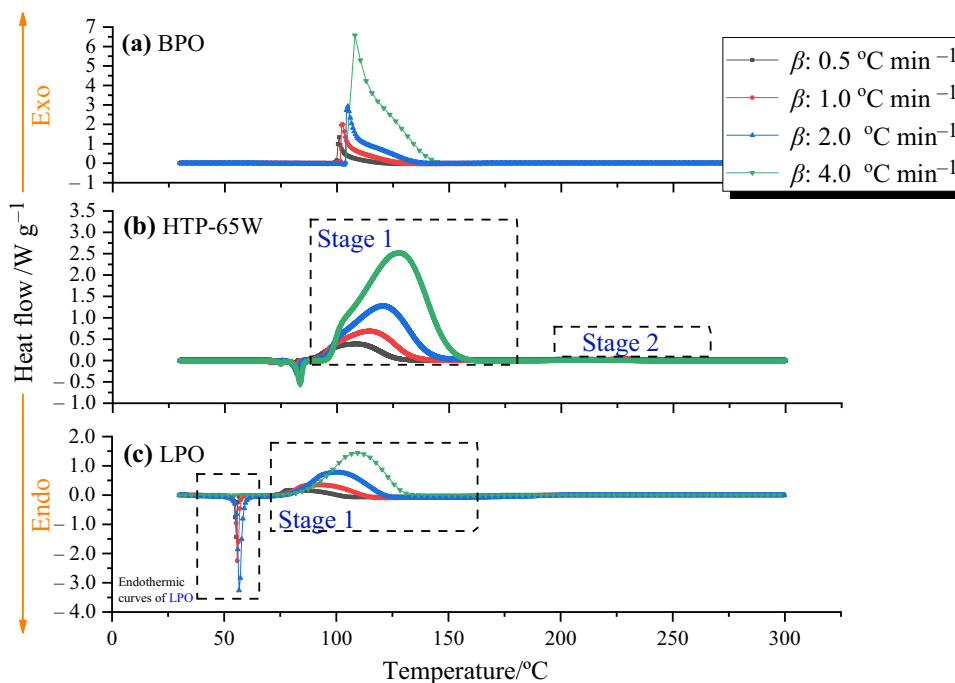 (a) BPO
β: 0.5 ºC min –1
β: 1.0 ºC min –1
β: 2.0 ºC min –1
β: 4.0 ºC min–1
7
6
5
4
3
2
1
0
– 1
(b) HTP-65W
Stage 1
Stage 2
3.5
3.0
2.5
2.0
1.5
1.0
0.5
0.0
– 0.5
– 1.0
(c) LPO
Stage 1
Endothermic
curves of LPO
2.0
1.0
0.0
– 1.0
– 2.0
– 3.0
– 4.0
0 50 100 150 200 250 300
Temperature/ºC
Exo
Heat flow /W g–1
Endo